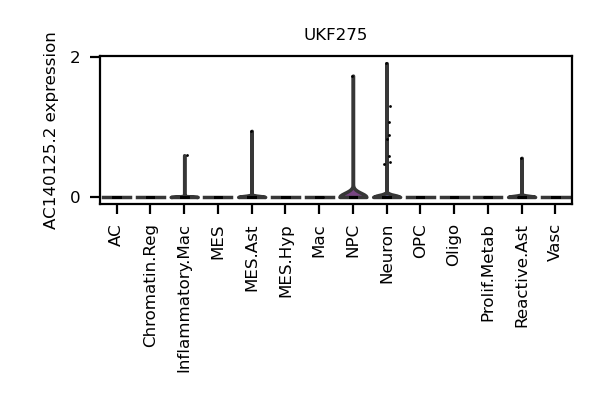 UKF275
AC140125.2 expression
2
0
AC
Chromatin.Reg
Inflammatory.Mac
MES
MES.Ast
MES.Hyp
Mac
NPC
Neuron
OPC
Oligo
Prolif.Metab
Reactive.Ast
Vasc